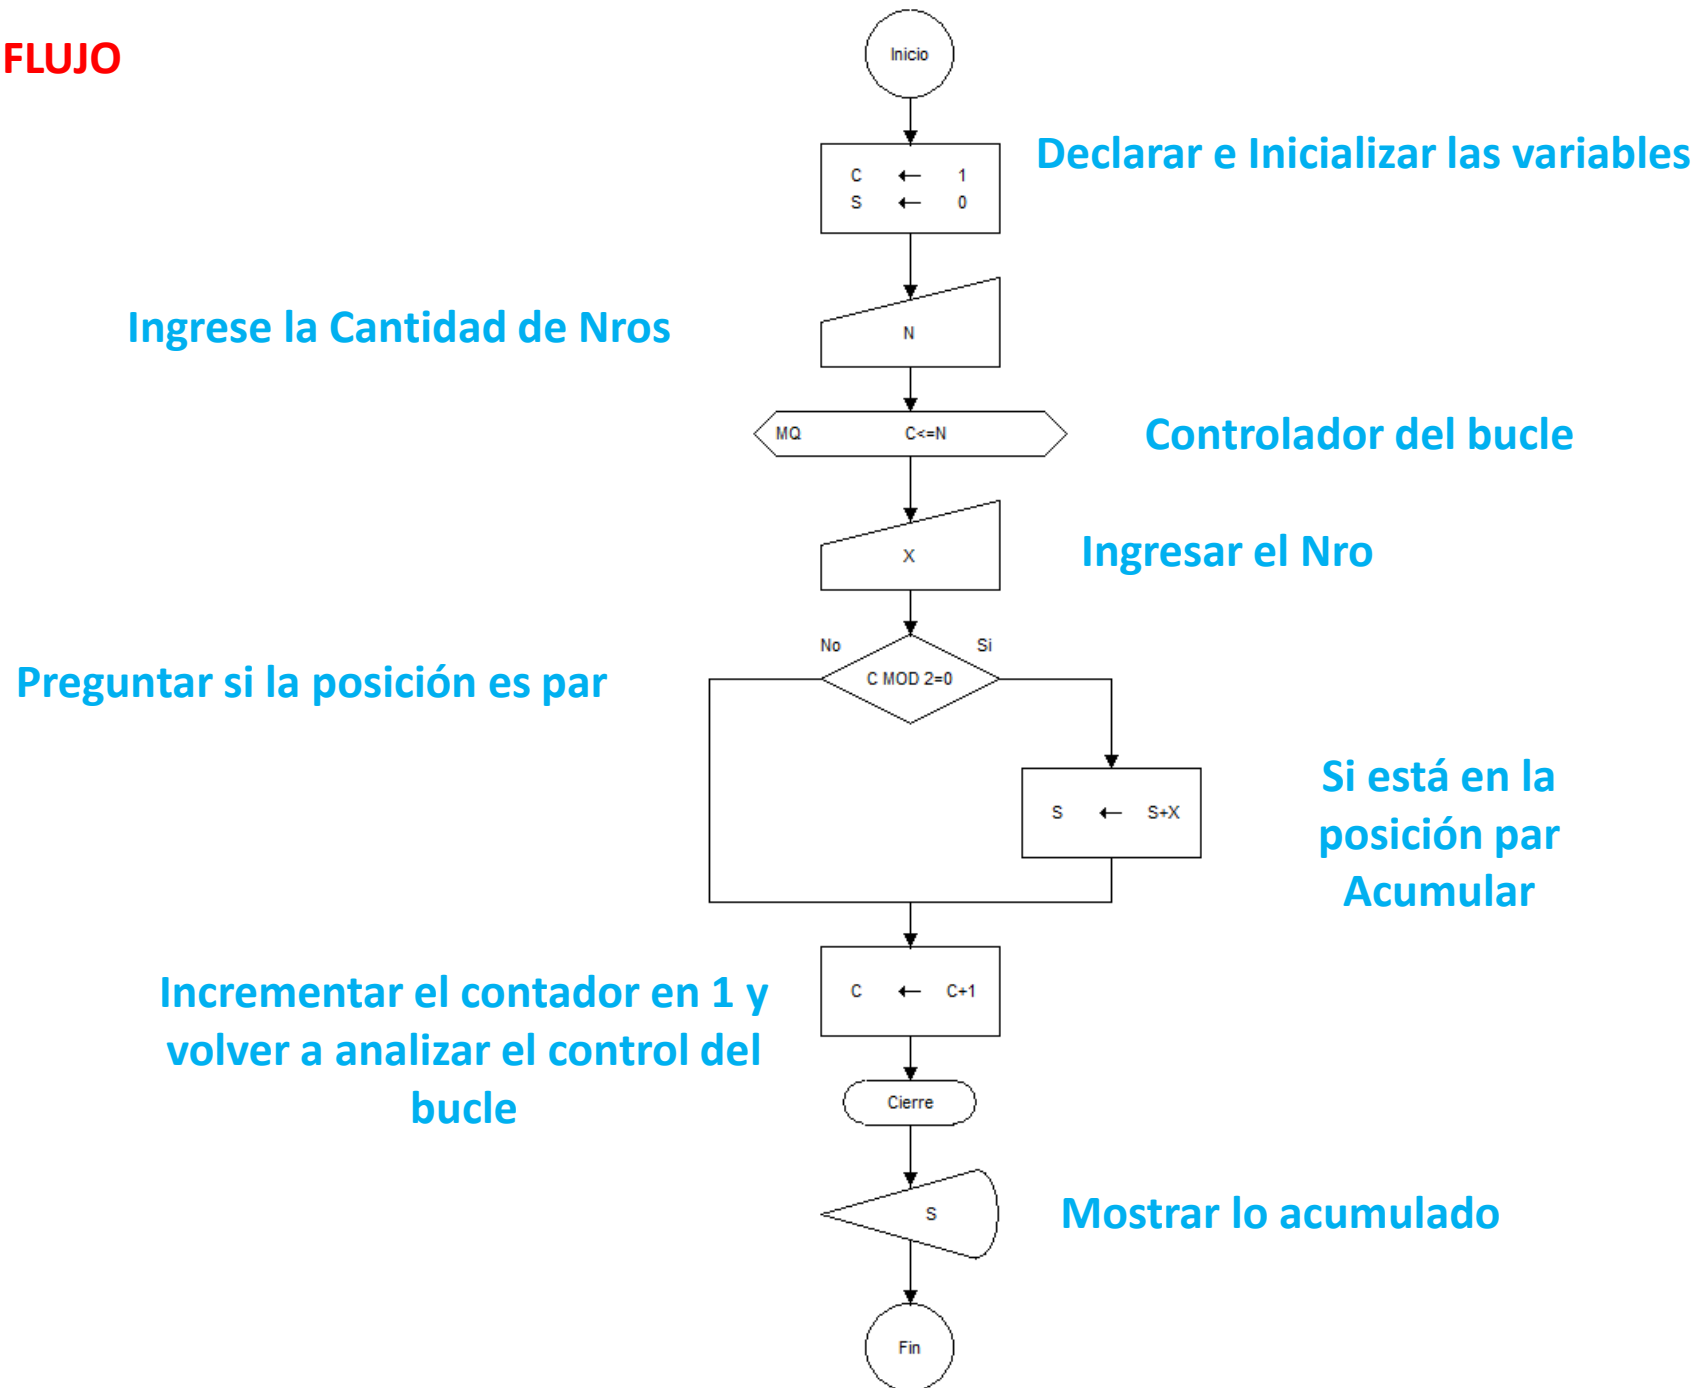 FLUJO
Inicio
Declarar e Inicializar las variables
C ← 1
S ← 0
Ingrese la Cantidad de Nros
N
MQ C<=N
Controlador del bucle
X
Ingresar el Nro
No
Si
Preguntar si la posición es par
C MOD 2=0
S ← S+X
Si está en la
posición par
Acumular
Incrementar el contador en 1 y
volver a analizar el control del
bucle
C ← C+1
Cierre
S
Mostrar lo acumulado
Fin